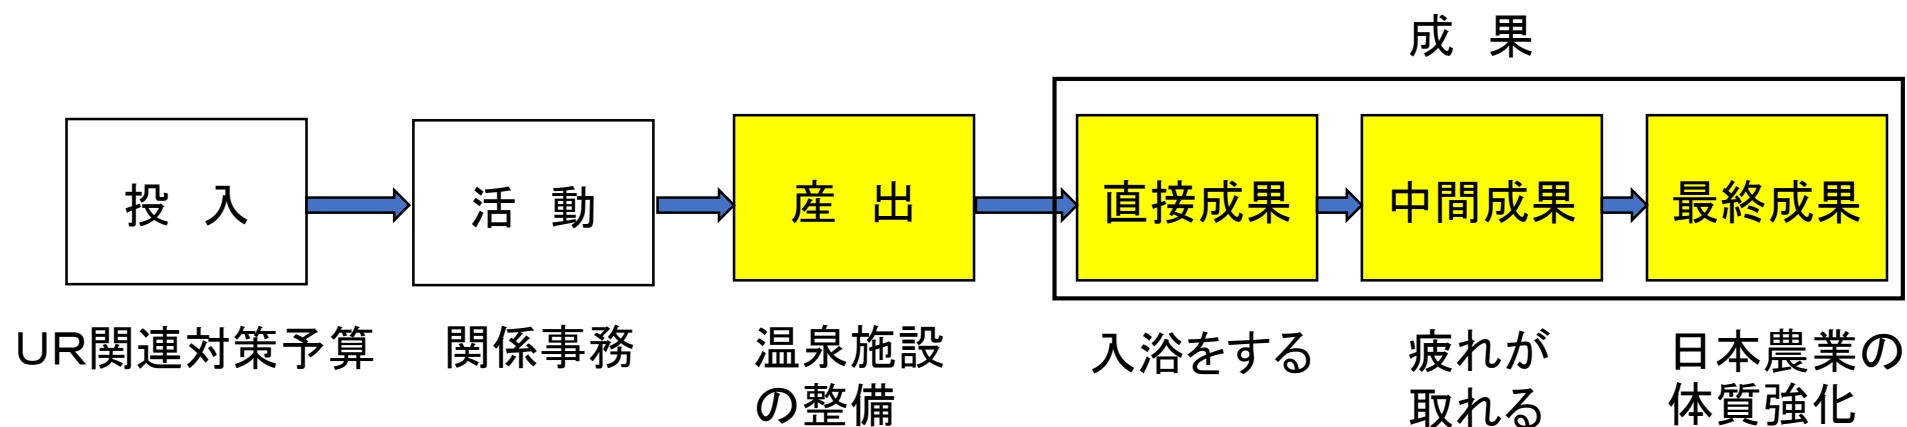 成 果
投 入
活 動
産 出
直接成果
中間成果
最終成果
UR関連対策予算
関係事務
温泉施設
の整備
入浴をする
疲れが
取れる
日本農業の
体質強化